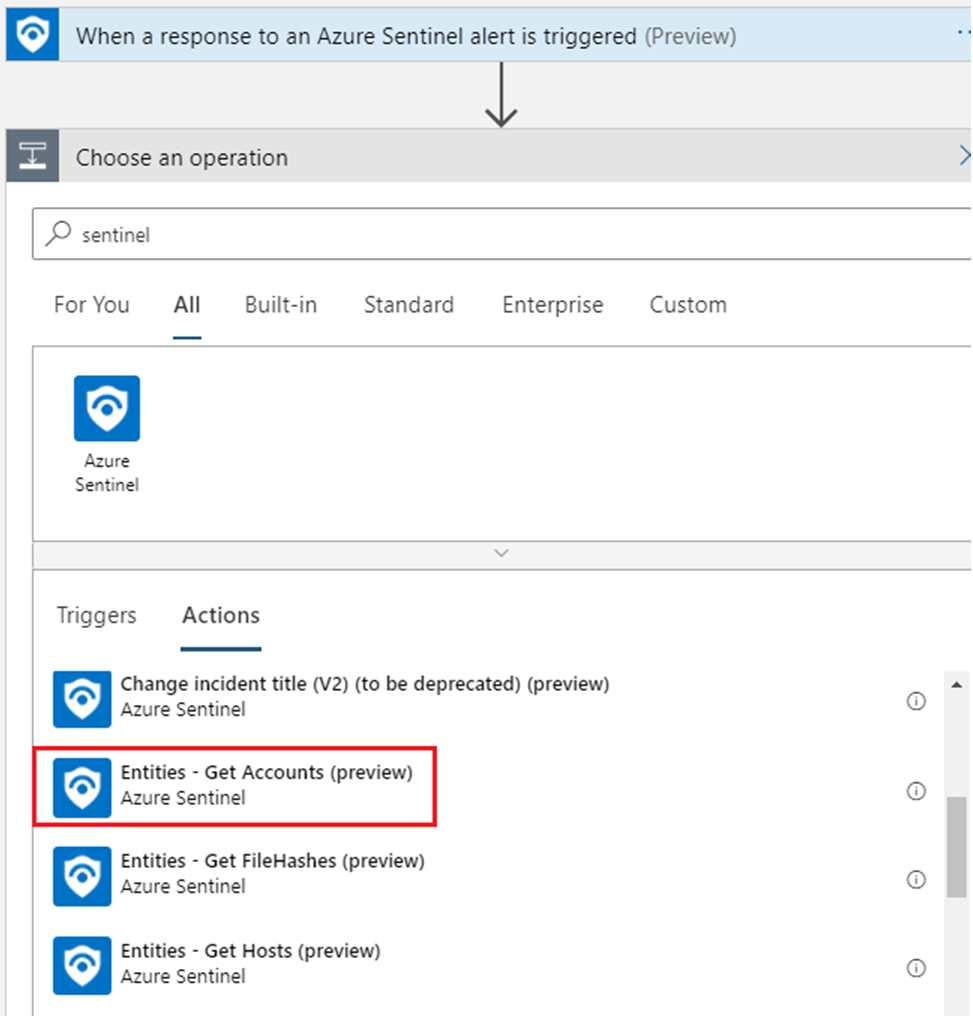 When a response to an Azure Sentinel alert is triggered (Preview)
Choose an operation
sentinel
For You All Built-in Standard Enterprise Custom
Azure
Sentinel
Triggers Actions
Change incident title (V2) (to be deprecated) (preview)
Azure Sentinel
Entities - Get Accounts (preview)
Azure Sentinel
Entities - Get FileHashes (preview)
Azure Sentinel
Entities - Get Hosts (preview)
Azure Sentinel